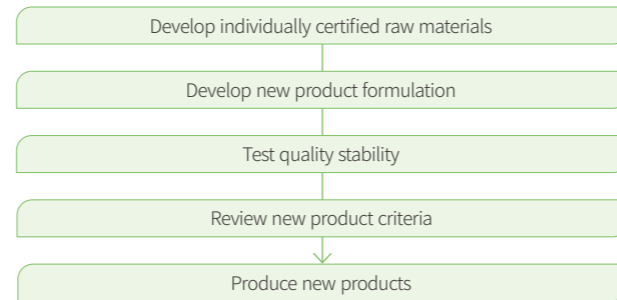 Develop individually certified raw materials
Develop new product formulation
Test quality stability
Review new product criteria
Produce new products